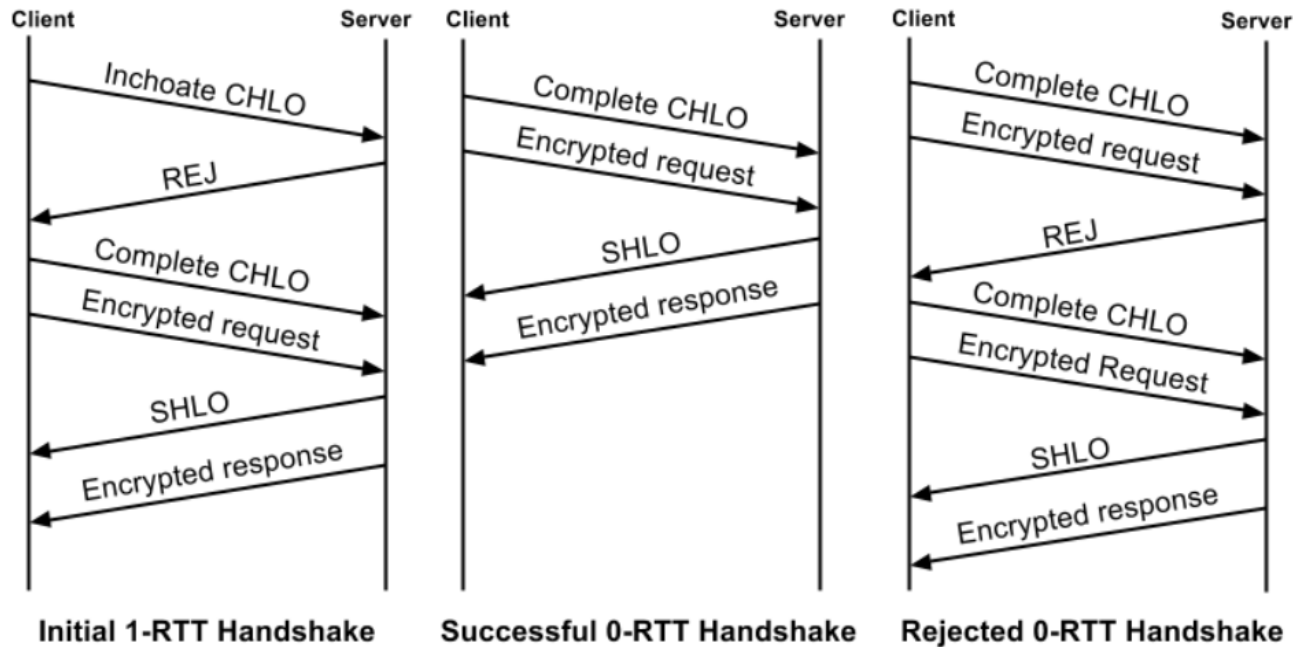 Client
Server
Inchoate CHLO
REJ
Complete CHLO
Encrypted request
SHLO
Encrypted response
Initial 1-RTT Handshake
Client
Server
Complete CHLO
Encrypted request
SHLO
Encrypted response
Successful 0-RTT Handshake
Client
Server
Complete CHLO
Encrypted request
REJ
Complete CHLO
Encrypted Request
SHLO
Encrypted response
Rejected 0-RTT Handshake